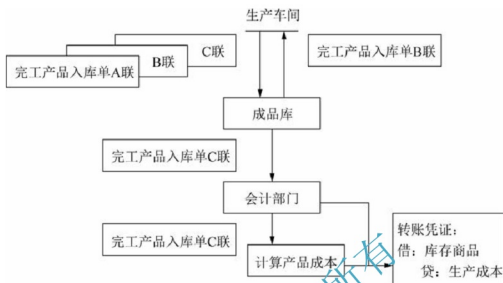 生产车间
C联
B联
完工产品入库单A联
完工产品入库单B联
成品库
完工产品入库单C联
会计部门
完工产品入库单C联
计算产品成本
转账凭证:
借:库存商品
贷:生产成本
所有